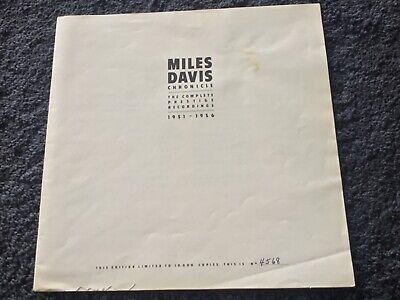 MILES
DAVIS
CHRONICLE
THE COMPLETE
PRESTIGE
RECORDINGS
1951-1956
THIS EDITION LIMITED TO 10,000 COPIES. THIS IS Nº 4568